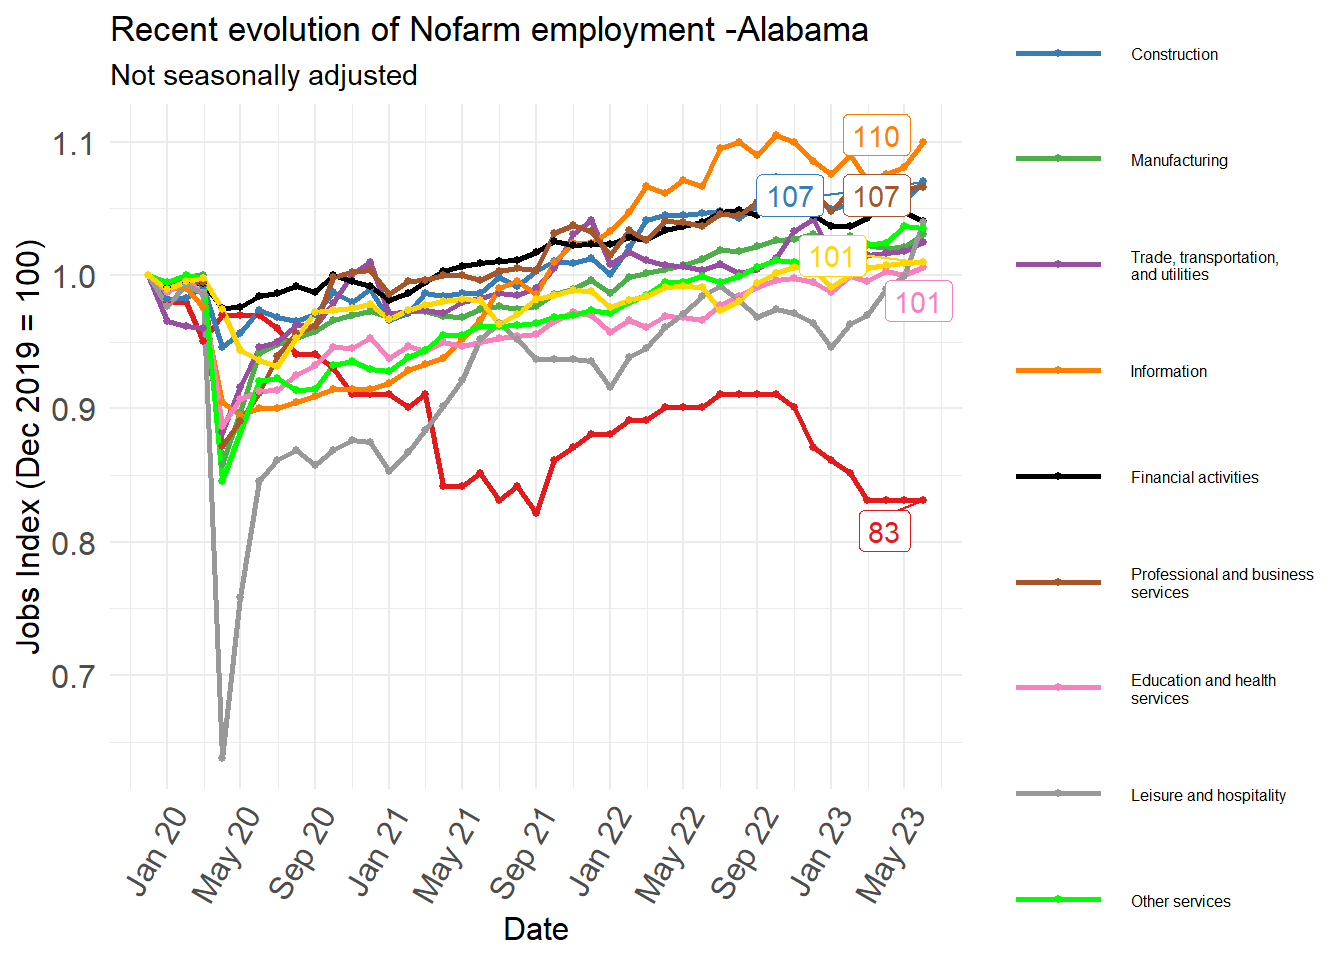 Recent evolution of Nofarm employment -Alabama
Not seasonally adjusted
Jobs Index (Dec 2019 = 100)
1.1
1.0
0.9
0.8
0.7
110
107
107
101
101
83
Jan 20
May 20
Sep 20
Jan 21
May 21
Sep 21
Jan 22
May 22
Sep 22
Jan 23
May 23
Date
Construction
Manufacturing
Trade, transportation,
and utilities
Information
Financial activities
Professional and business
services
Education and health
services
Leisure and hospitality
Other services